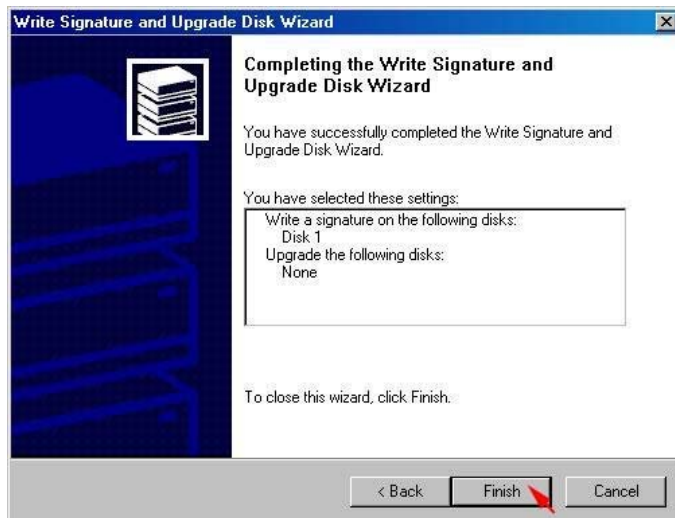 Write Signature and Upgrade Disk Wizard
Completing the Write Signature and
Upgrade Disk Wizard
You have successfully completed the Write Signature and
Upgrade Disk Wizard.
You have selected these settings:
Write a signature on the following disks:
Disk 1
Upgrade the following disks:
None
To close this wizard, click Finish.
< Back Finish Cancel